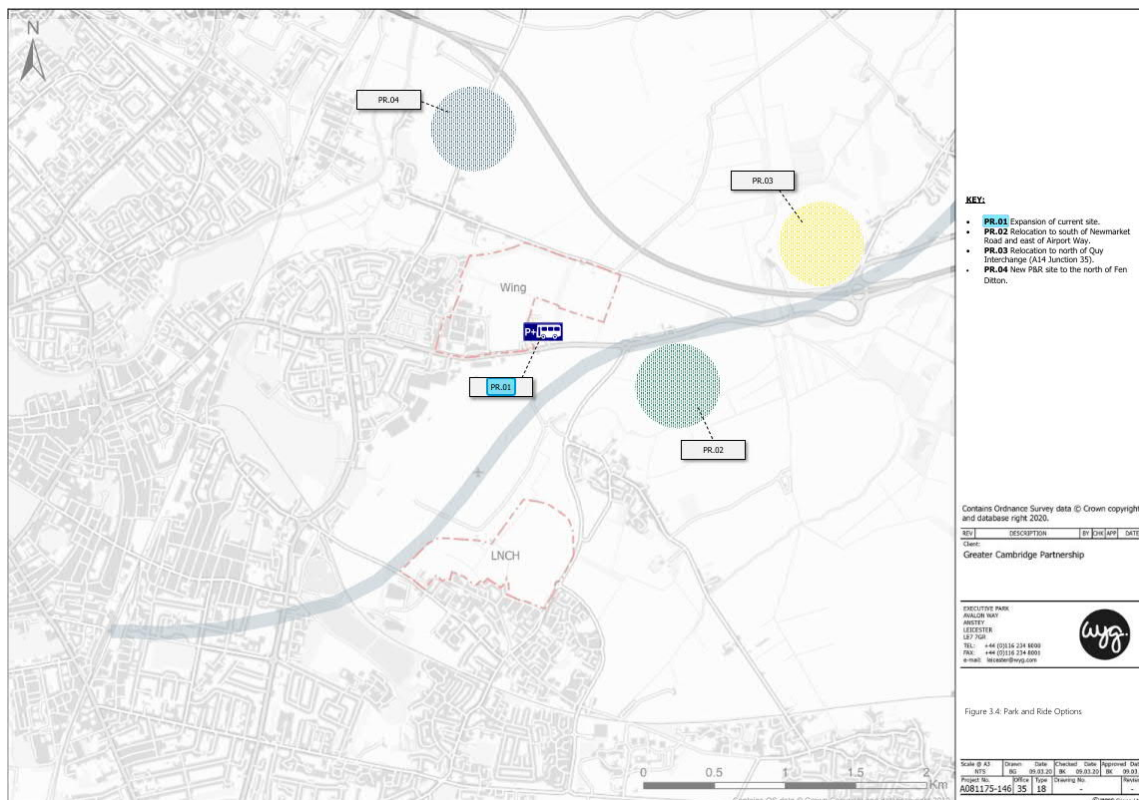 N
PR.04
PR.03
Wing
P+
PR.01
PR.02
LNCH
0 0.5 1 1.5 2
Km
KEY:
• PR.01 Expansion of current site.
• PR.02 Relocation to south of Newmarket
Road and east of Airport Way.
• PR.03 Relocation to north of Quy
Interchange (A14 Junction 35).
• PR.04 New P&R site to the north of Fen
Ditton.
Contains Ordnance Survey data © Crown copyright
and database right 2020.
REV DESCRIPTION BY CHK APP DATE
Client:
Greater Cambridge Partnership
EXECUTIVE PARK
AVALON WAY
ANSTEY
LEICESTER
LE7 7GR
TEL: +44 (0)116 234 8000
FAX: +44 (0)116 234 8001
e-mail: leicester@wyg.com
wyg.
Figure 3.4: Park and Ride Options
Scale @ A3 Drawn Date Checked Date Approved Dat
NTS BG 09.03.20 BK 09.03.20 BK 09.03.
Project No. Office Type Drawing No. Revis
A081175-146 35 18 - -